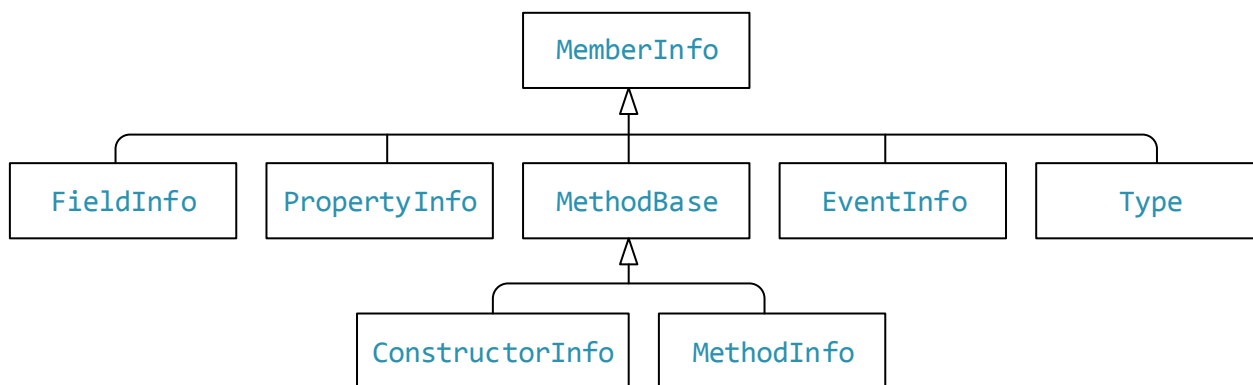 MemberInfo
FieldInfo PropertyInfo MethodBase EventInfo Type
ConstructorInfo MethodInfo